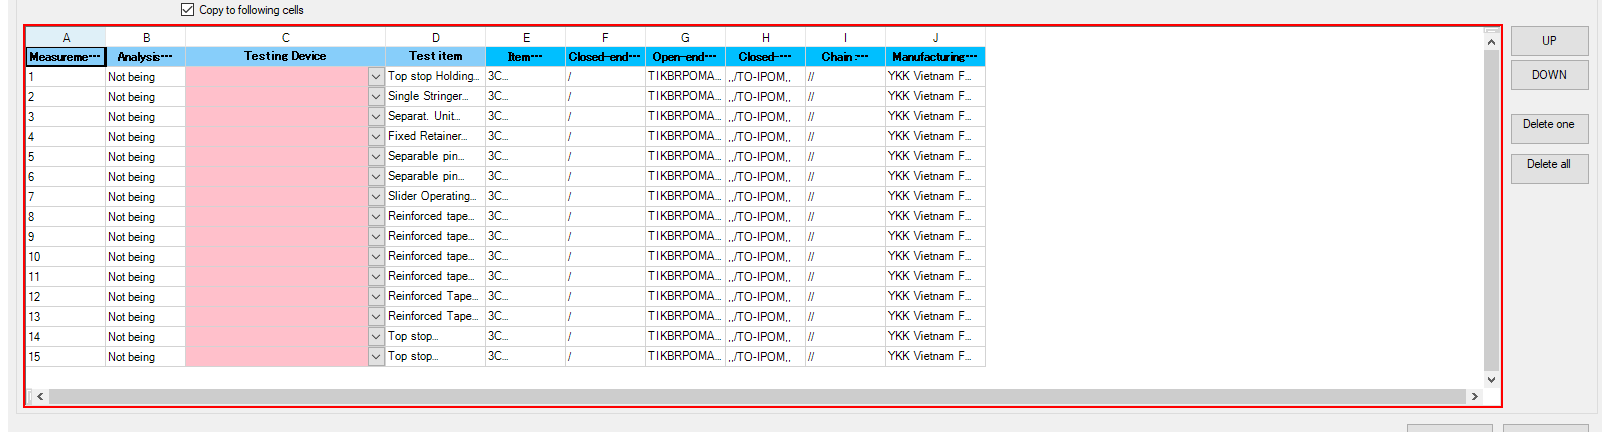 Copy to following cells
A B C D E F G H I J
Measureme··· Analysis··· Testing Device Test item Item··· Closed-end··· Open-end··· Closed-··· Chain :··· Manufacturing···
1 Not being Top stop Holding... 3C... / TIKBRPOMA... ,,/TO-IPOM,, // YKK Vietnam F...
2 Not being Single Stringer... 3C... / TIKBRPOMA... ,,/TO-IPOM,, // YKK Vietnam F...
3 Not being Separat. Unit... 3C... / TIKBRPOMA... ,,/TO-IPOM,, // YKK Vietnam F...
4 Not being Fixed Retainer... 3C... / TIKBRPOMA... ,,/TO-IPOM,, // YKK Vietnam F...
5 Not being Separable pin... 3C... / TIKBRPOMA... ,,/TO-IPOM,, // YKK Vietnam F...
6 Not being Separable pin... 3C... / TIKBRPOMA... ,,/TO-IPOM,, // YKK Vietnam F...
7 Not being Slider Operating... 3C... / TIKBRPOMA... ,,/TO-IPOM,, // YKK Vietnam F...
8 Not being Reinforced tape... 3C... / TIKBRPOMA... ,,/TO-IPOM,, // YKK Vietnam F...
9 Not being Reinforced tape... 3C... / TIKBRPOMA... ,,/TO-IPOM,, // YKK Vietnam F...
10 Not being Reinforced tape... 3C... / TIKBRPOMA... ,,/TO-IPOM,, // YKK Vietnam F...
11 Not being Reinforced tape... 3C... / TIKBRPOMA... ,,/TO-IPOM,, // YKK Vietnam F...
12 Not being Reinforced Tape... 3C... / TIKBRPOMA... ,,/TO-IPOM,, // YKK Vietnam F...
13 Not being Reinforced Tape... 3C... / TIKBRPOMA... ,,/TO-IPOM,, // YKK Vietnam F...
14 Not being Top stop... 3C... / TIKBRPOMA... ,,/TO-IPOM,, // YKK Vietnam F...
15 Not being Top stop... 3C... / TIKBRPOMA... ,,/TO-IPOM,, // YKK Vietnam F...
UP
DOWN
Delete one
Delete all